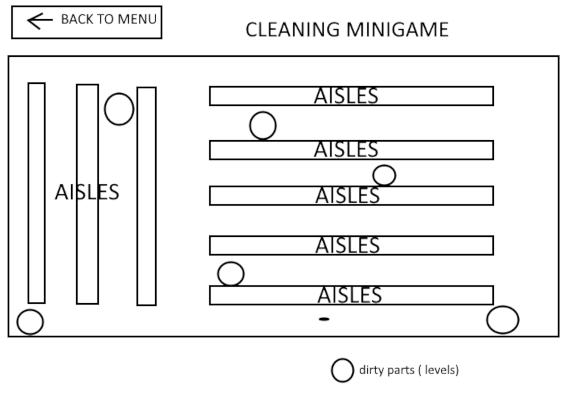 BACK TO MENU
CLEANING MINIGAME
AISLES
AISLES
AISLES
AISLES
AISLES
AISLES
dirty parts ( levels)